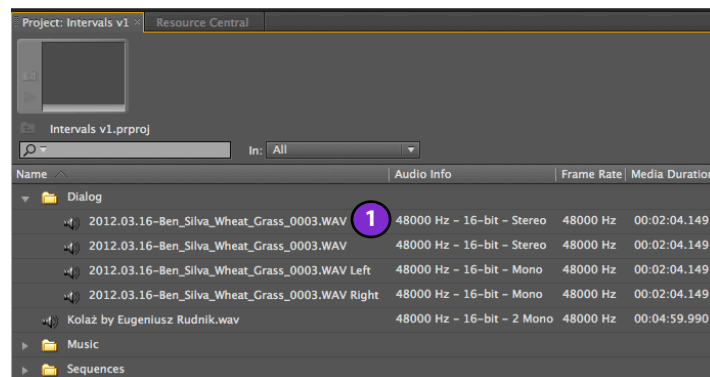 Project: Intervals v1 × Resource Central
Intervals v1.prproj
In: All
Name Audio Info Frame Rate Media Duration
Dialog
2012.03.16-Ben_Silva_Wheat_Grass_0003.WAV 1 48000 Hz - 16-bit - Stereo 48000 Hz 00:02:04.149
2012.03.16-Ben_Silva_Wheat_Grass_0003.WAV 48000 Hz - 16-bit - Stereo 48000 Hz 00:02:04.149
2012.03.16-Ben_Silva_Wheat_Grass_0003.WAV Left 48000 Hz - 16-bit - Mono 48000 Hz 00:02:04.149
2012.03.16-Ben_Silva_Wheat_Grass_0003.WAV Right 48000 Hz - 16-bit - Mono 48000 Hz 00:02:04.149
Kolaż by Eugeniusz Rudnik.wav 48000 Hz - 16-bit - 2 Mono 48000 Hz 00:04:59.990
Music
Sequences